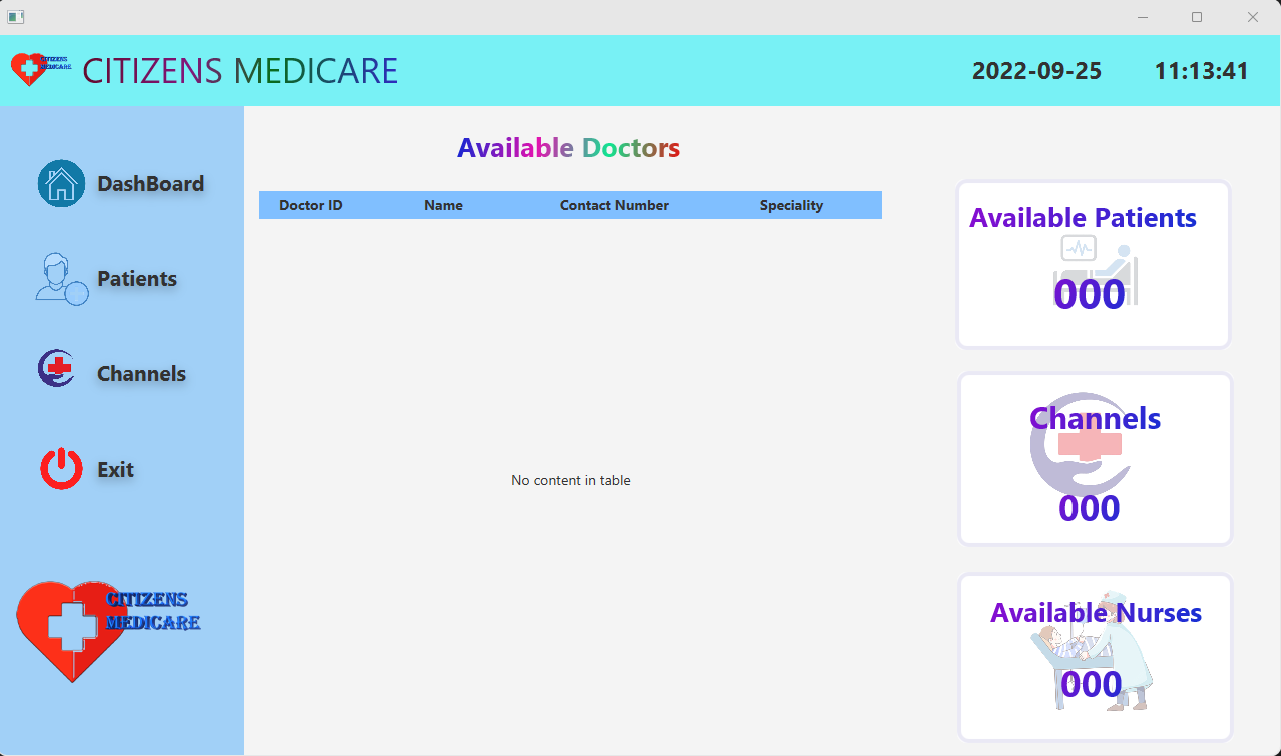 CITIZENS
MEDICARE
CITIZENS MEDICARE
2022-09-25 11:13:41
DashBoard
Patients
Channels
Exit
CITIZENS
MEDICARE
Available Doctors
Doctor ID Name Contact Number Speciality
No content in table
Available Patients
000
Channels
000
Available Nurses
000